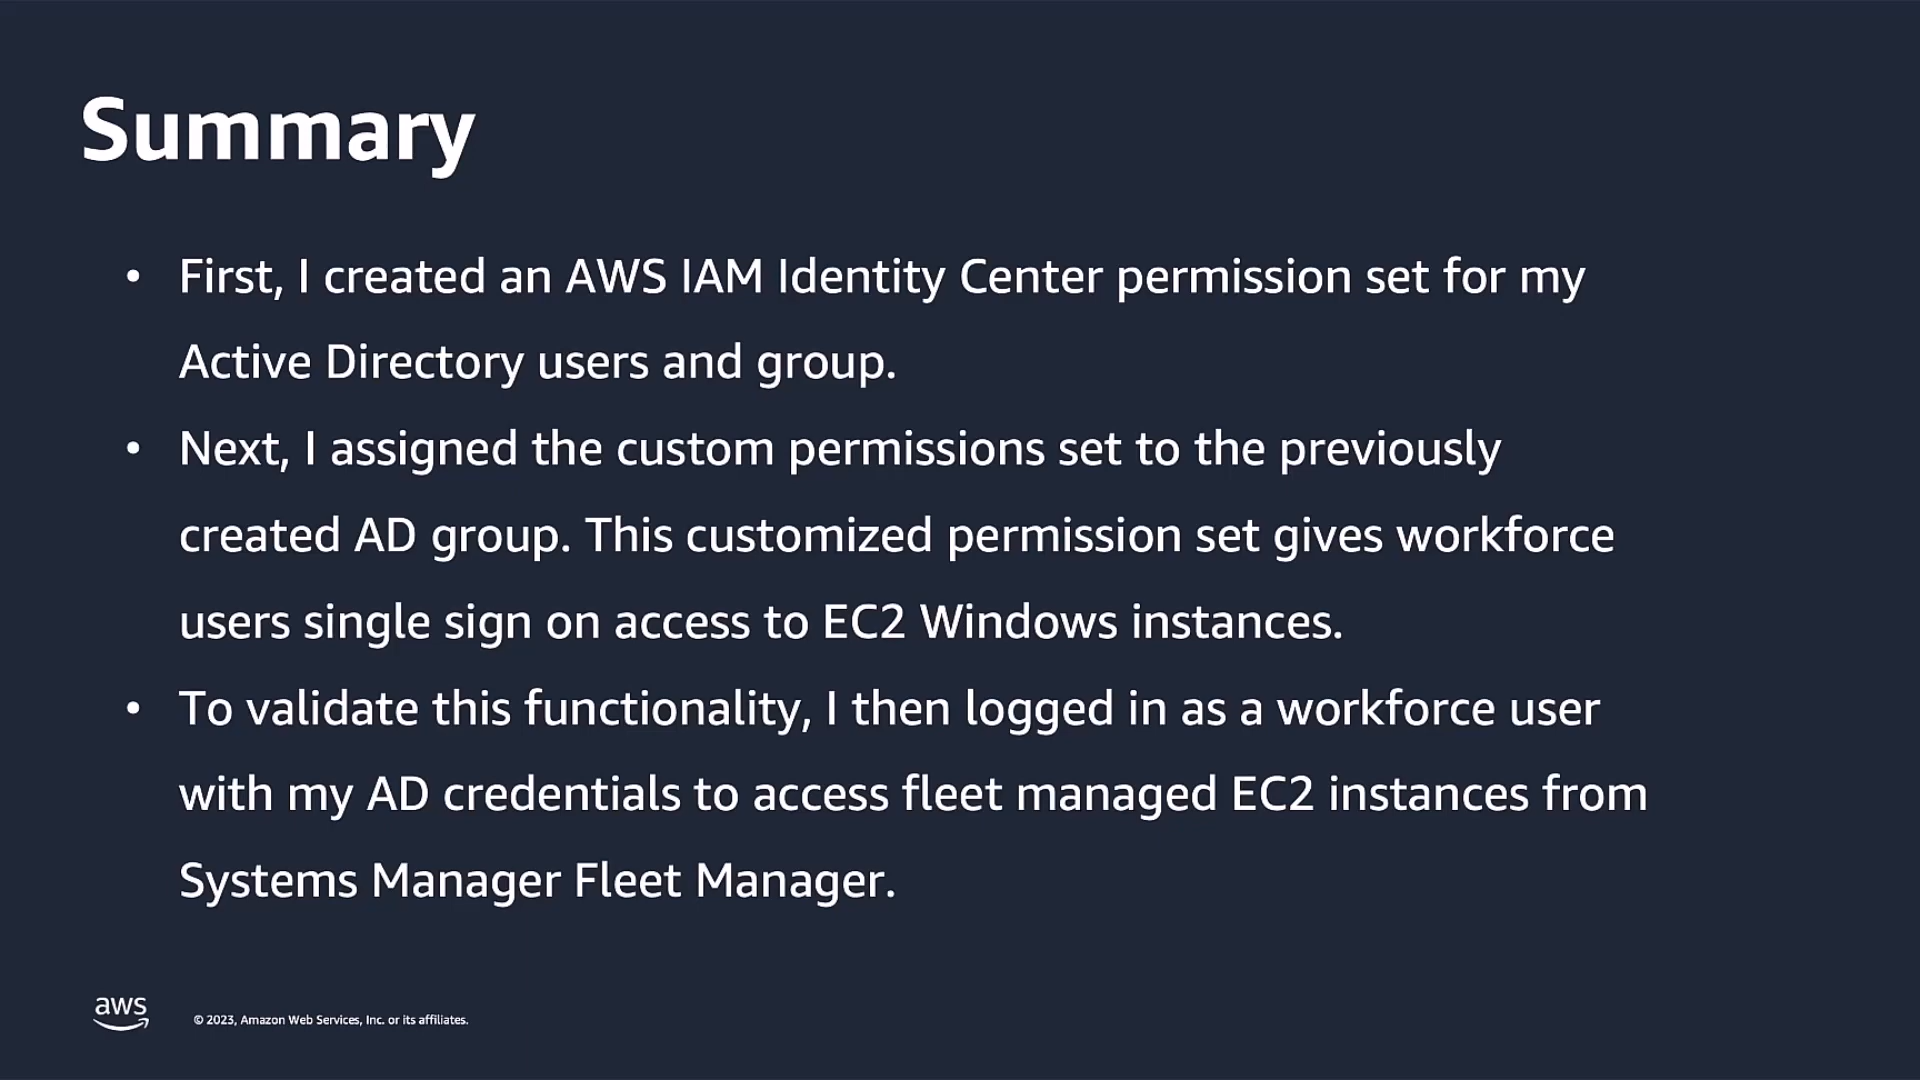 Summary
• First, I created an AWS IAM Identity Center permission set for my
Active Directory users and group.
• Next, I assigned the custom permissions set to the previously
created AD group. This customized permission set gives workforce
users single sign on access to EC2 Windows instances.
• To validate this functionality, I then logged in as a workforce user
with my AD credentials to access fleet managed EC2 instances from
Systems Manager Fleet Manager.
aws
© 2023, Amazon Web Services, Inc. or its affiliates.